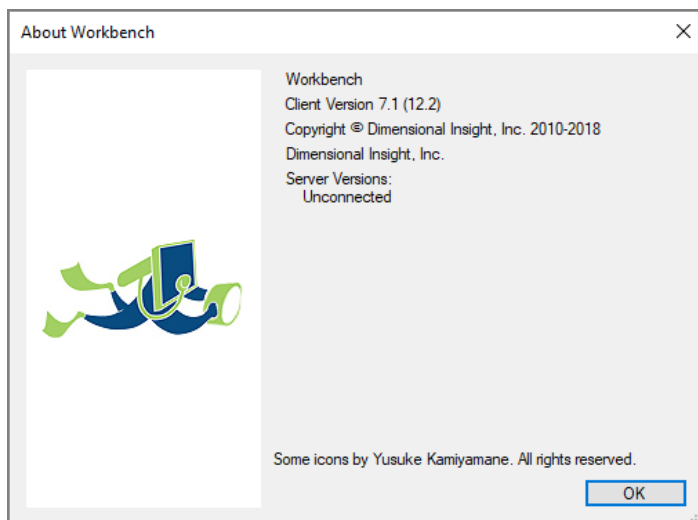 About Workbench
Workbench
Client Version 7.1 (12.2)
Copyright © Dimensional Insight, Inc. 2010-2018
Dimensional Insight, Inc.
Server Versions:
Unconnected
Some icons by Yusuke Kamiyamane. All rights reserved.
OK